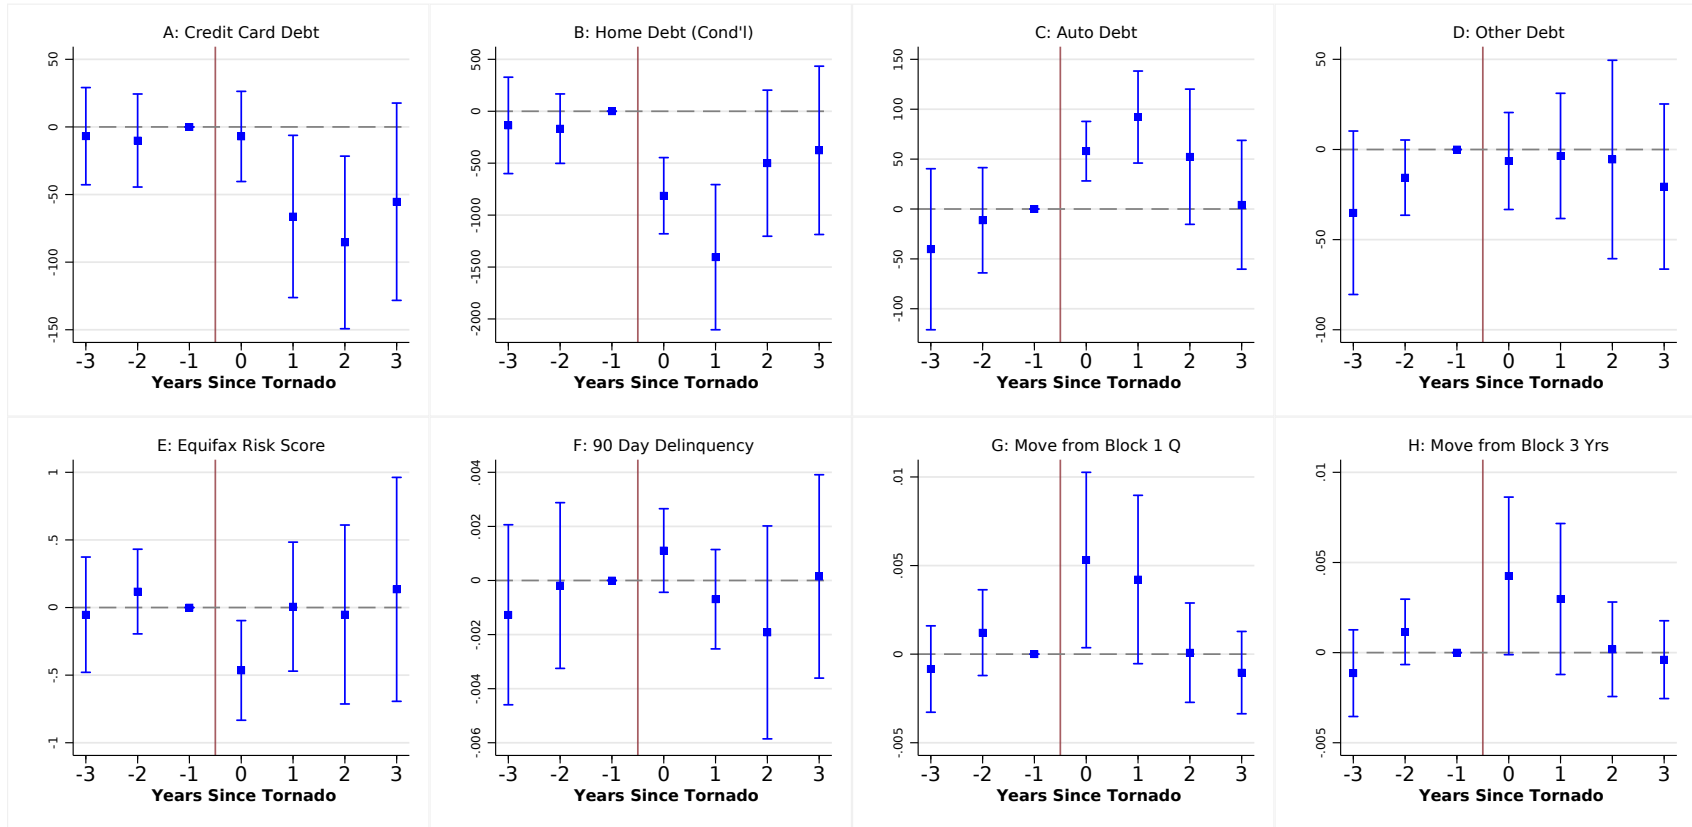 A: Credit Card Debt
50
0
-50
-100
-150
-3 -2 -1 0 1 2 3
Years Since Tornado
B: Home Debt (Cond'l)
500
0
-500
-1000
-1500
-2000
-3 -2 -1 0 1 2 3
Years Since Tornado
C: Auto Debt
150
100
50
0
-50
-100
-3 -2 -1 0 1 2 3
Years Since Tornado
D: Other Debt
50
0
-50
-100
-3 -2 -1 0 1 2 3
Years Since Tornado
E: Equifax Risk Score
1
.5
0
-.5
-1
-3 -2 -1 0 1 2 3
Years Since Tornado
F: 90 Day Delinquency
.004
.002
0
-.002
-.004
-.006
-3 -2 -1 0 1 2 3
Years Since Tornado
G: Move from Block 1 Q
.01
.005
0
-.005
-3 -2 -1 0 1 2 3
Years Since Tornado
H: Move from Block 3 Yrs
.01
.005
0
-.005
-3 -2 -1 0 1 2 3
Years Since Tornado